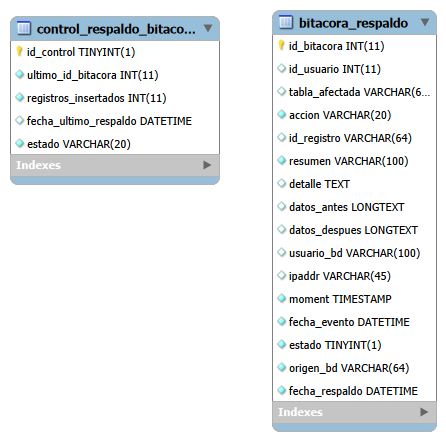 control_respaldo_bitaco...
id_control TINYINT(1)
ultimo_id_bitacora INT(11)
registros_insertados INT(11)
fecha_ultimo_respaldo DATETIME
estado VARCHAR(20)
Indexes
bitacora_respaldo
id_bitacora INT(11)
id_usuario INT(11)
tabla_afectada VARCHAR(6...
accion VARCHAR(20)
id_registro VARCHAR(64)
resumen VARCHAR(100)
detalle TEXT
datos_antes LONGTEXT
datos_despues LONGTEXT
usuario_bd VARCHAR(100)
ipaddr VARCHAR(45)
moment TIMESTAMP
fecha_evento DATETIME
estado TINYINT(1)
origen_bd VARCHAR(64)
fecha_respaldo DATETIME
Indexes